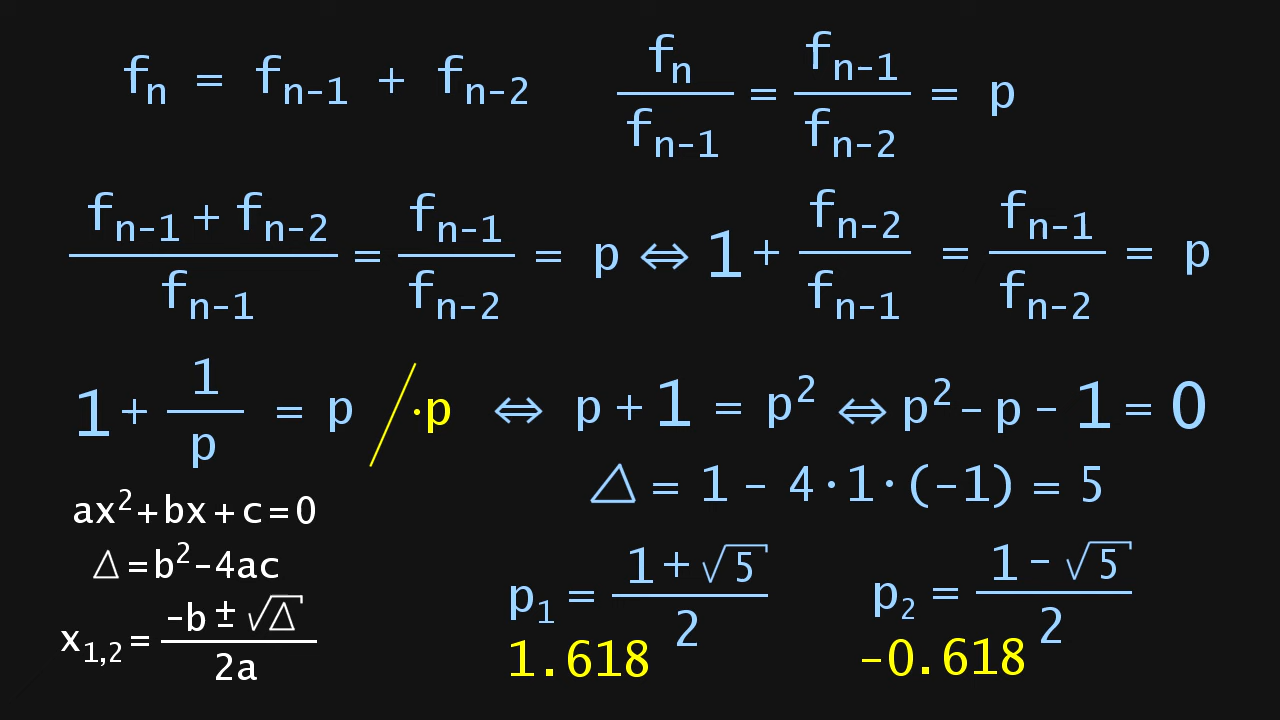 fₙ = fₙ₋₁ + fₙ₋₂
fₙ/fₙ₋₁ = fₙ₋₁/fₙ₋₂ = p
(fₙ₋₁ + fₙ₋₂)/fₙ₋₁ = fₙ₋₁/fₙ₋₂ = p ⇔ 1 + fₙ₋₂/fₙ₋₁ = fₙ₋₁/fₙ₋₂ = p
1 + 1/p = p / ·p ⇔ p + 1 = p² ⇔ p² - p - 1 = 0
Δ = 1 - 4·1·(-1) = 5
ax²+bx+c=0
Δ=b²-4ac
x₁,₂ = (-b ± √Δ)/2a
p₁ = (1 + √5)/2
1.618
p₂ = (1 - √5)/2
-0.618